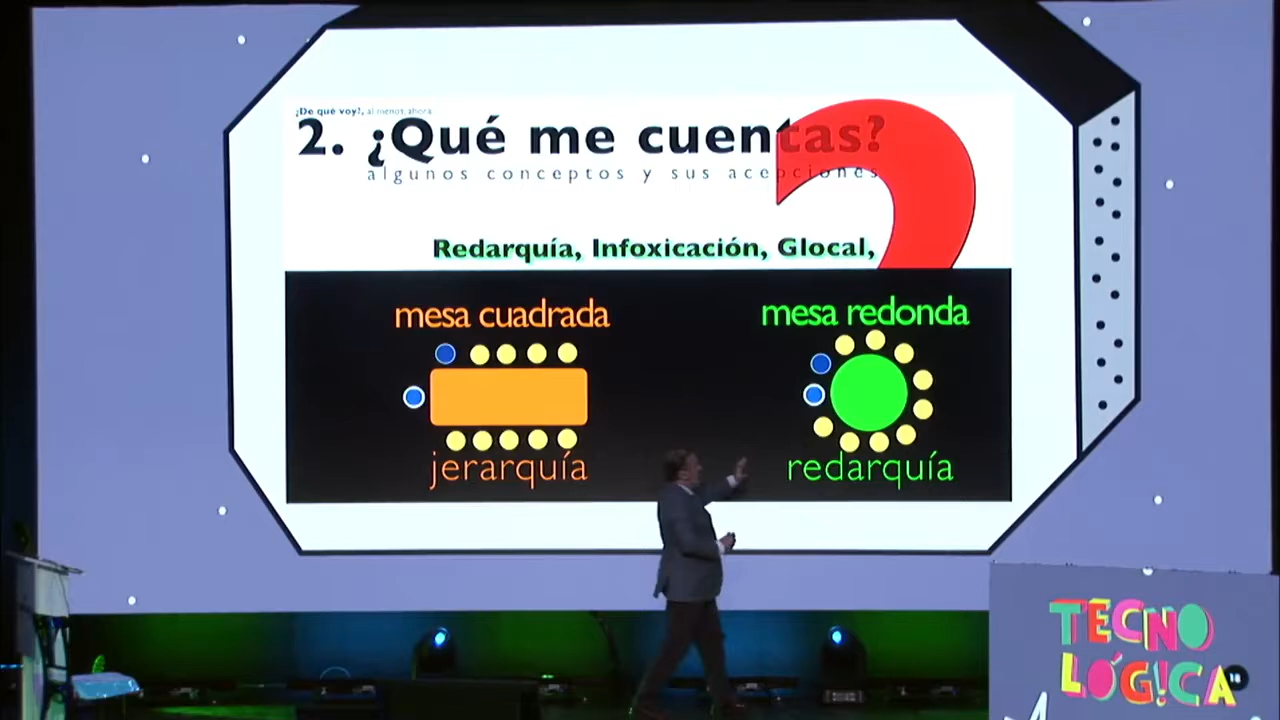 ¿De qué voy?, al menos ahora
2. ¿Qué me cuentas?
algunos conceptos y sus acepciones
Redarquía, Infoxicación, Glocal,
mesa cuadrada
mesa redonda
jerarquía
redarquía
TECNO
LÓG!CA